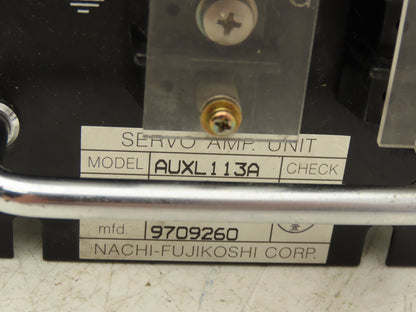 SERVO AMP. UNIT
MODEL AUXL113A CHECK
mfd. 9709260
NACHI-FUJIKOSHI CORP.